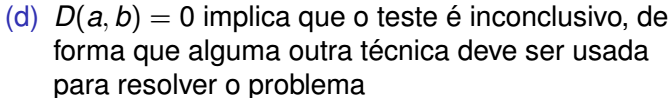 (d) D(a, b) = 0 implica que o teste é inconclusivo, de
forma que alguma outra técnica deve ser usada
para resolver o problema